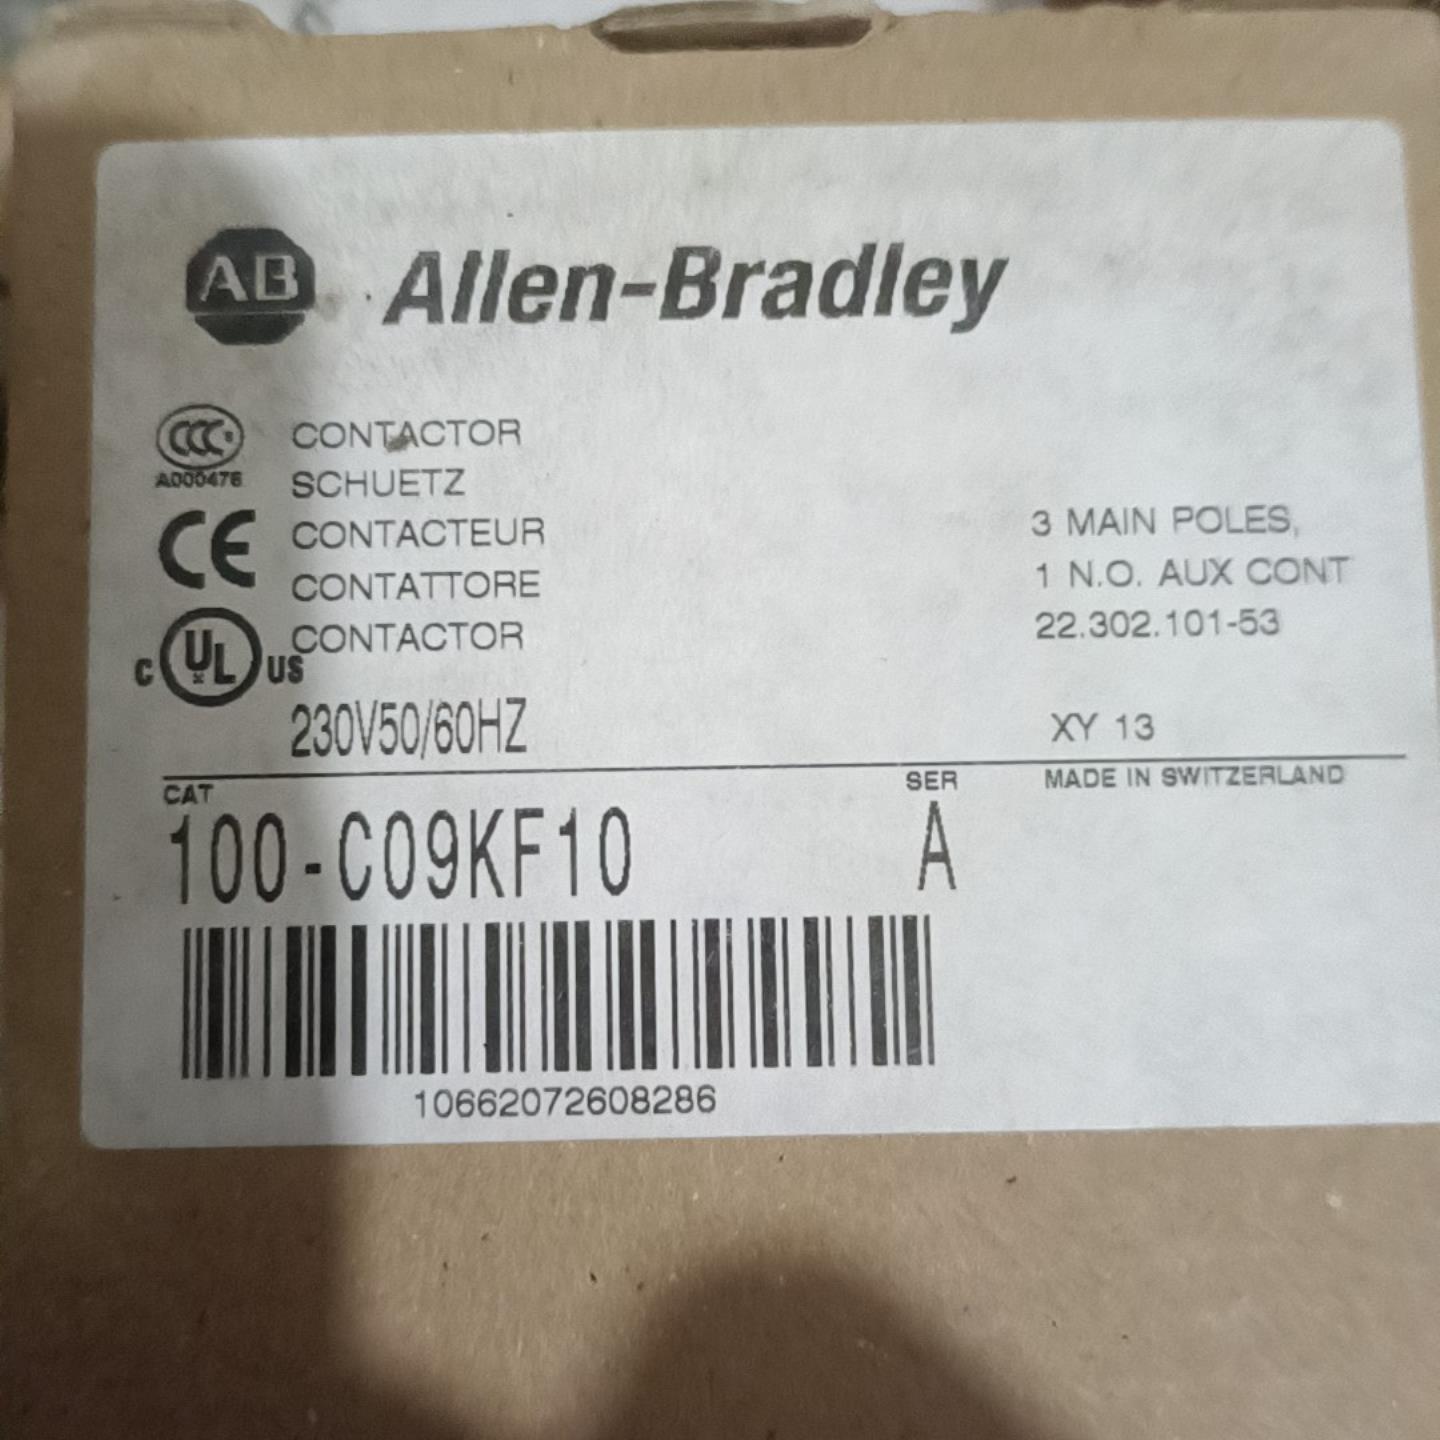 AB Allen-Bradley
CCC
A000476
CONTACTOR
SCHUETZ
CE
CONTACTEUR
CONTATTORE
CONTACTOR
C UL US
230V50/60HZ
3 MAIN POLES,
1 N.O. AUX CONT
22.302.101-53
XY 13
CAT
100-C09KF10
SER
A
MADE IN SWITZERLAND
10662072608286